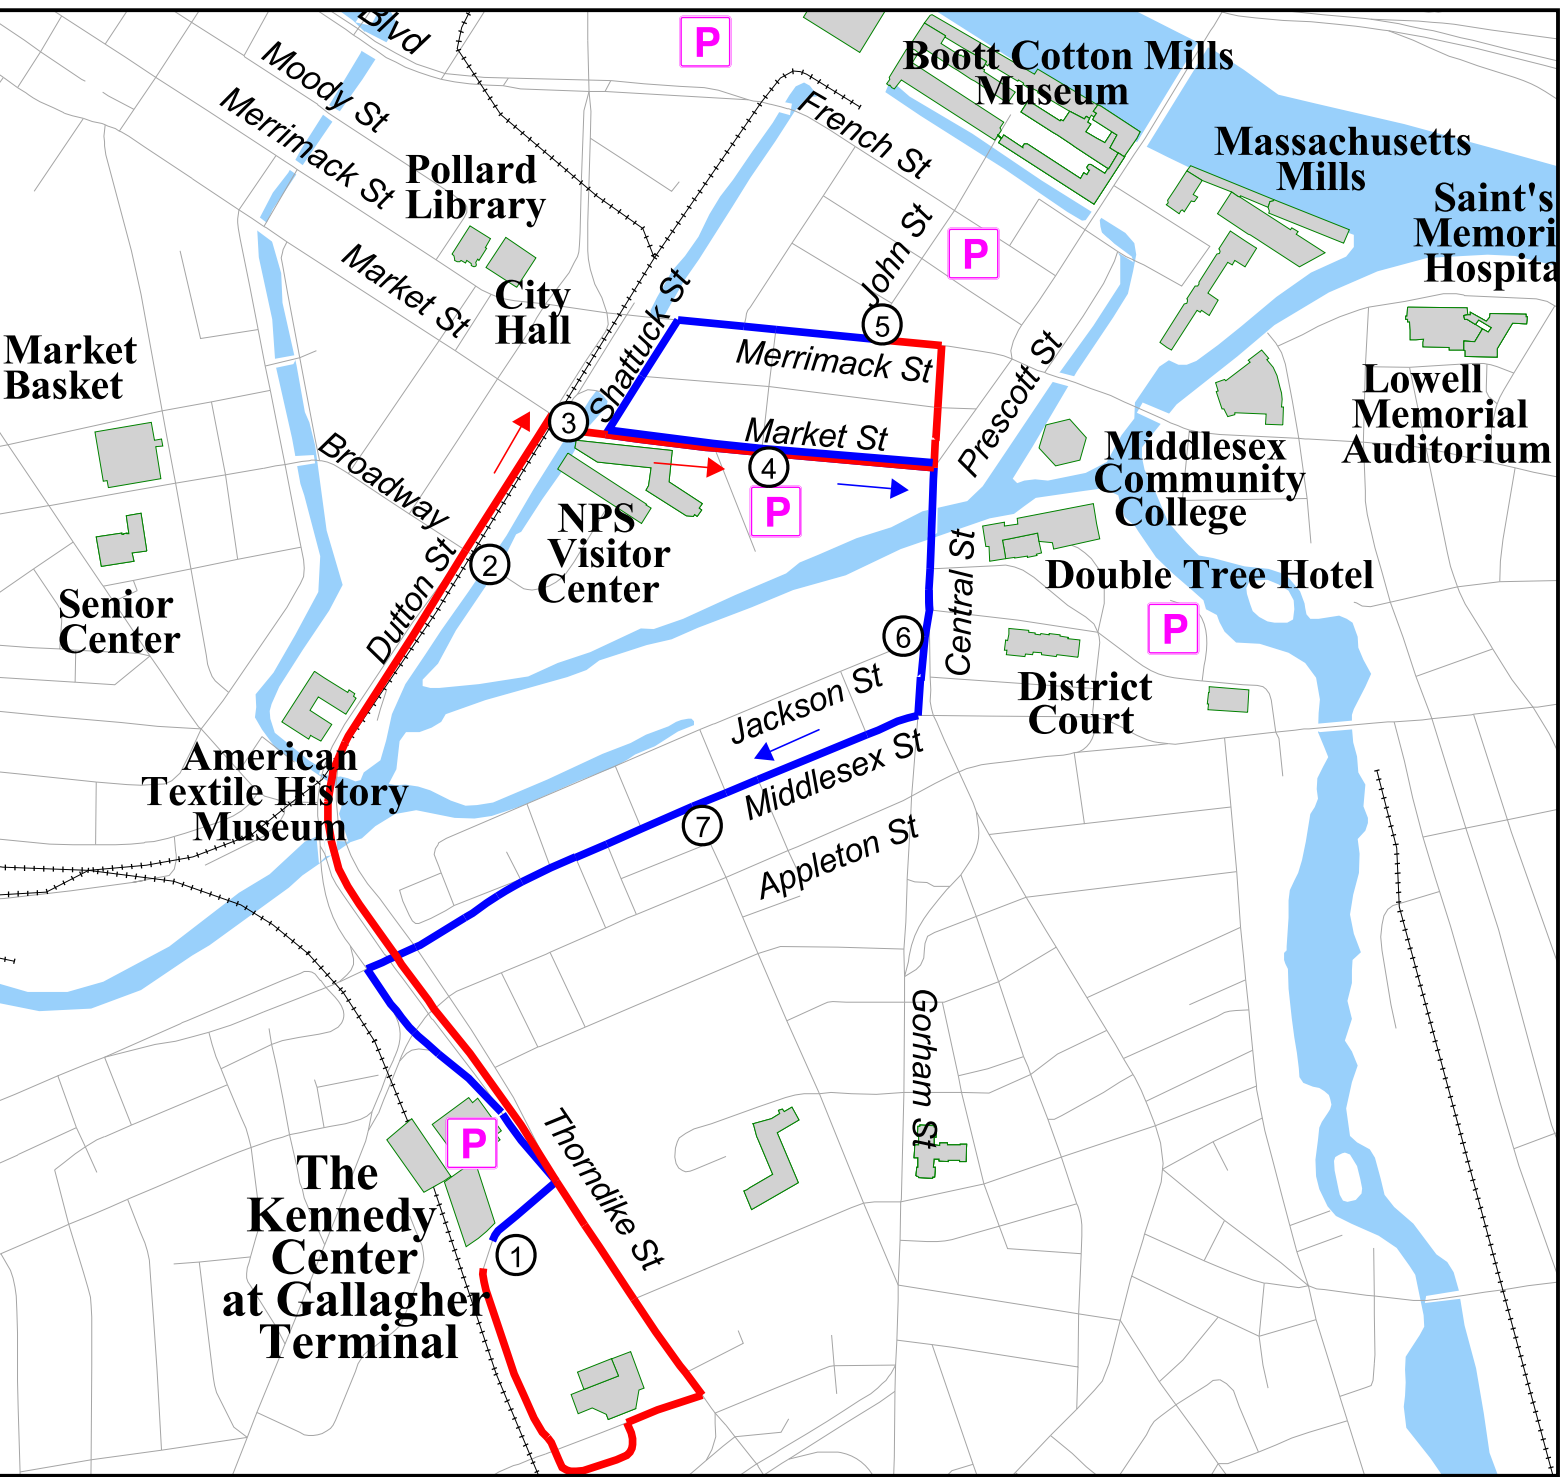 Blvd
P
Moody St
Merrimack St
Pollard
Library
Market St
City
Hall
French St
Boott Cotton Mills
Museum
Massachusetts
Mills
Saint's
Memori
Hospita
John St
P
Shattuck St
5
Merrimack St
Market
Basket
Prescott St
Lowell
Memorial
Auditorium
3
Market St
4
P
Middlesex
Community
College
Broadway
2
NPS
Visitor
Center
Dutton St
Central St
Double Tree Hotel
P
Senior
Center
6
District
Court
Jackson St
American
Textile History
Museum
Middlesex St
7
Appleton St
Gorham St
P
Thorndike St
The
Kennedy
Center
at Gallagher
Terminal
1